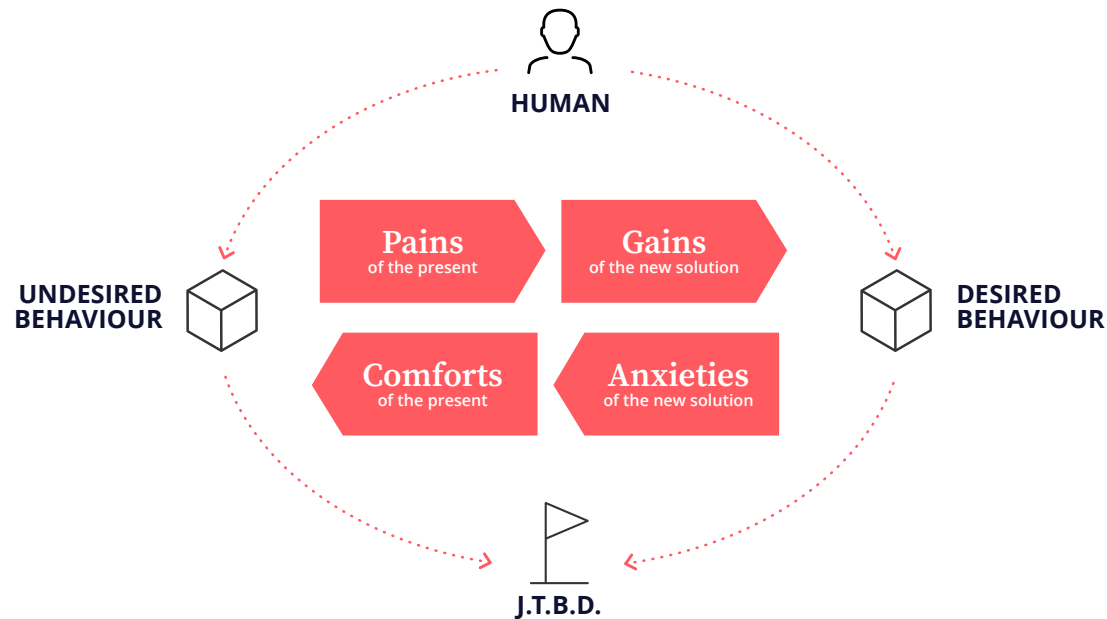 HUMAN
Pains
of the present
Gains
of the new solution
UNDESIRED
BEHAVIOUR
DESIRED
BEHAVIOUR
Comforts
of the present
Anxieties
of the new solution
J.T.B.D.